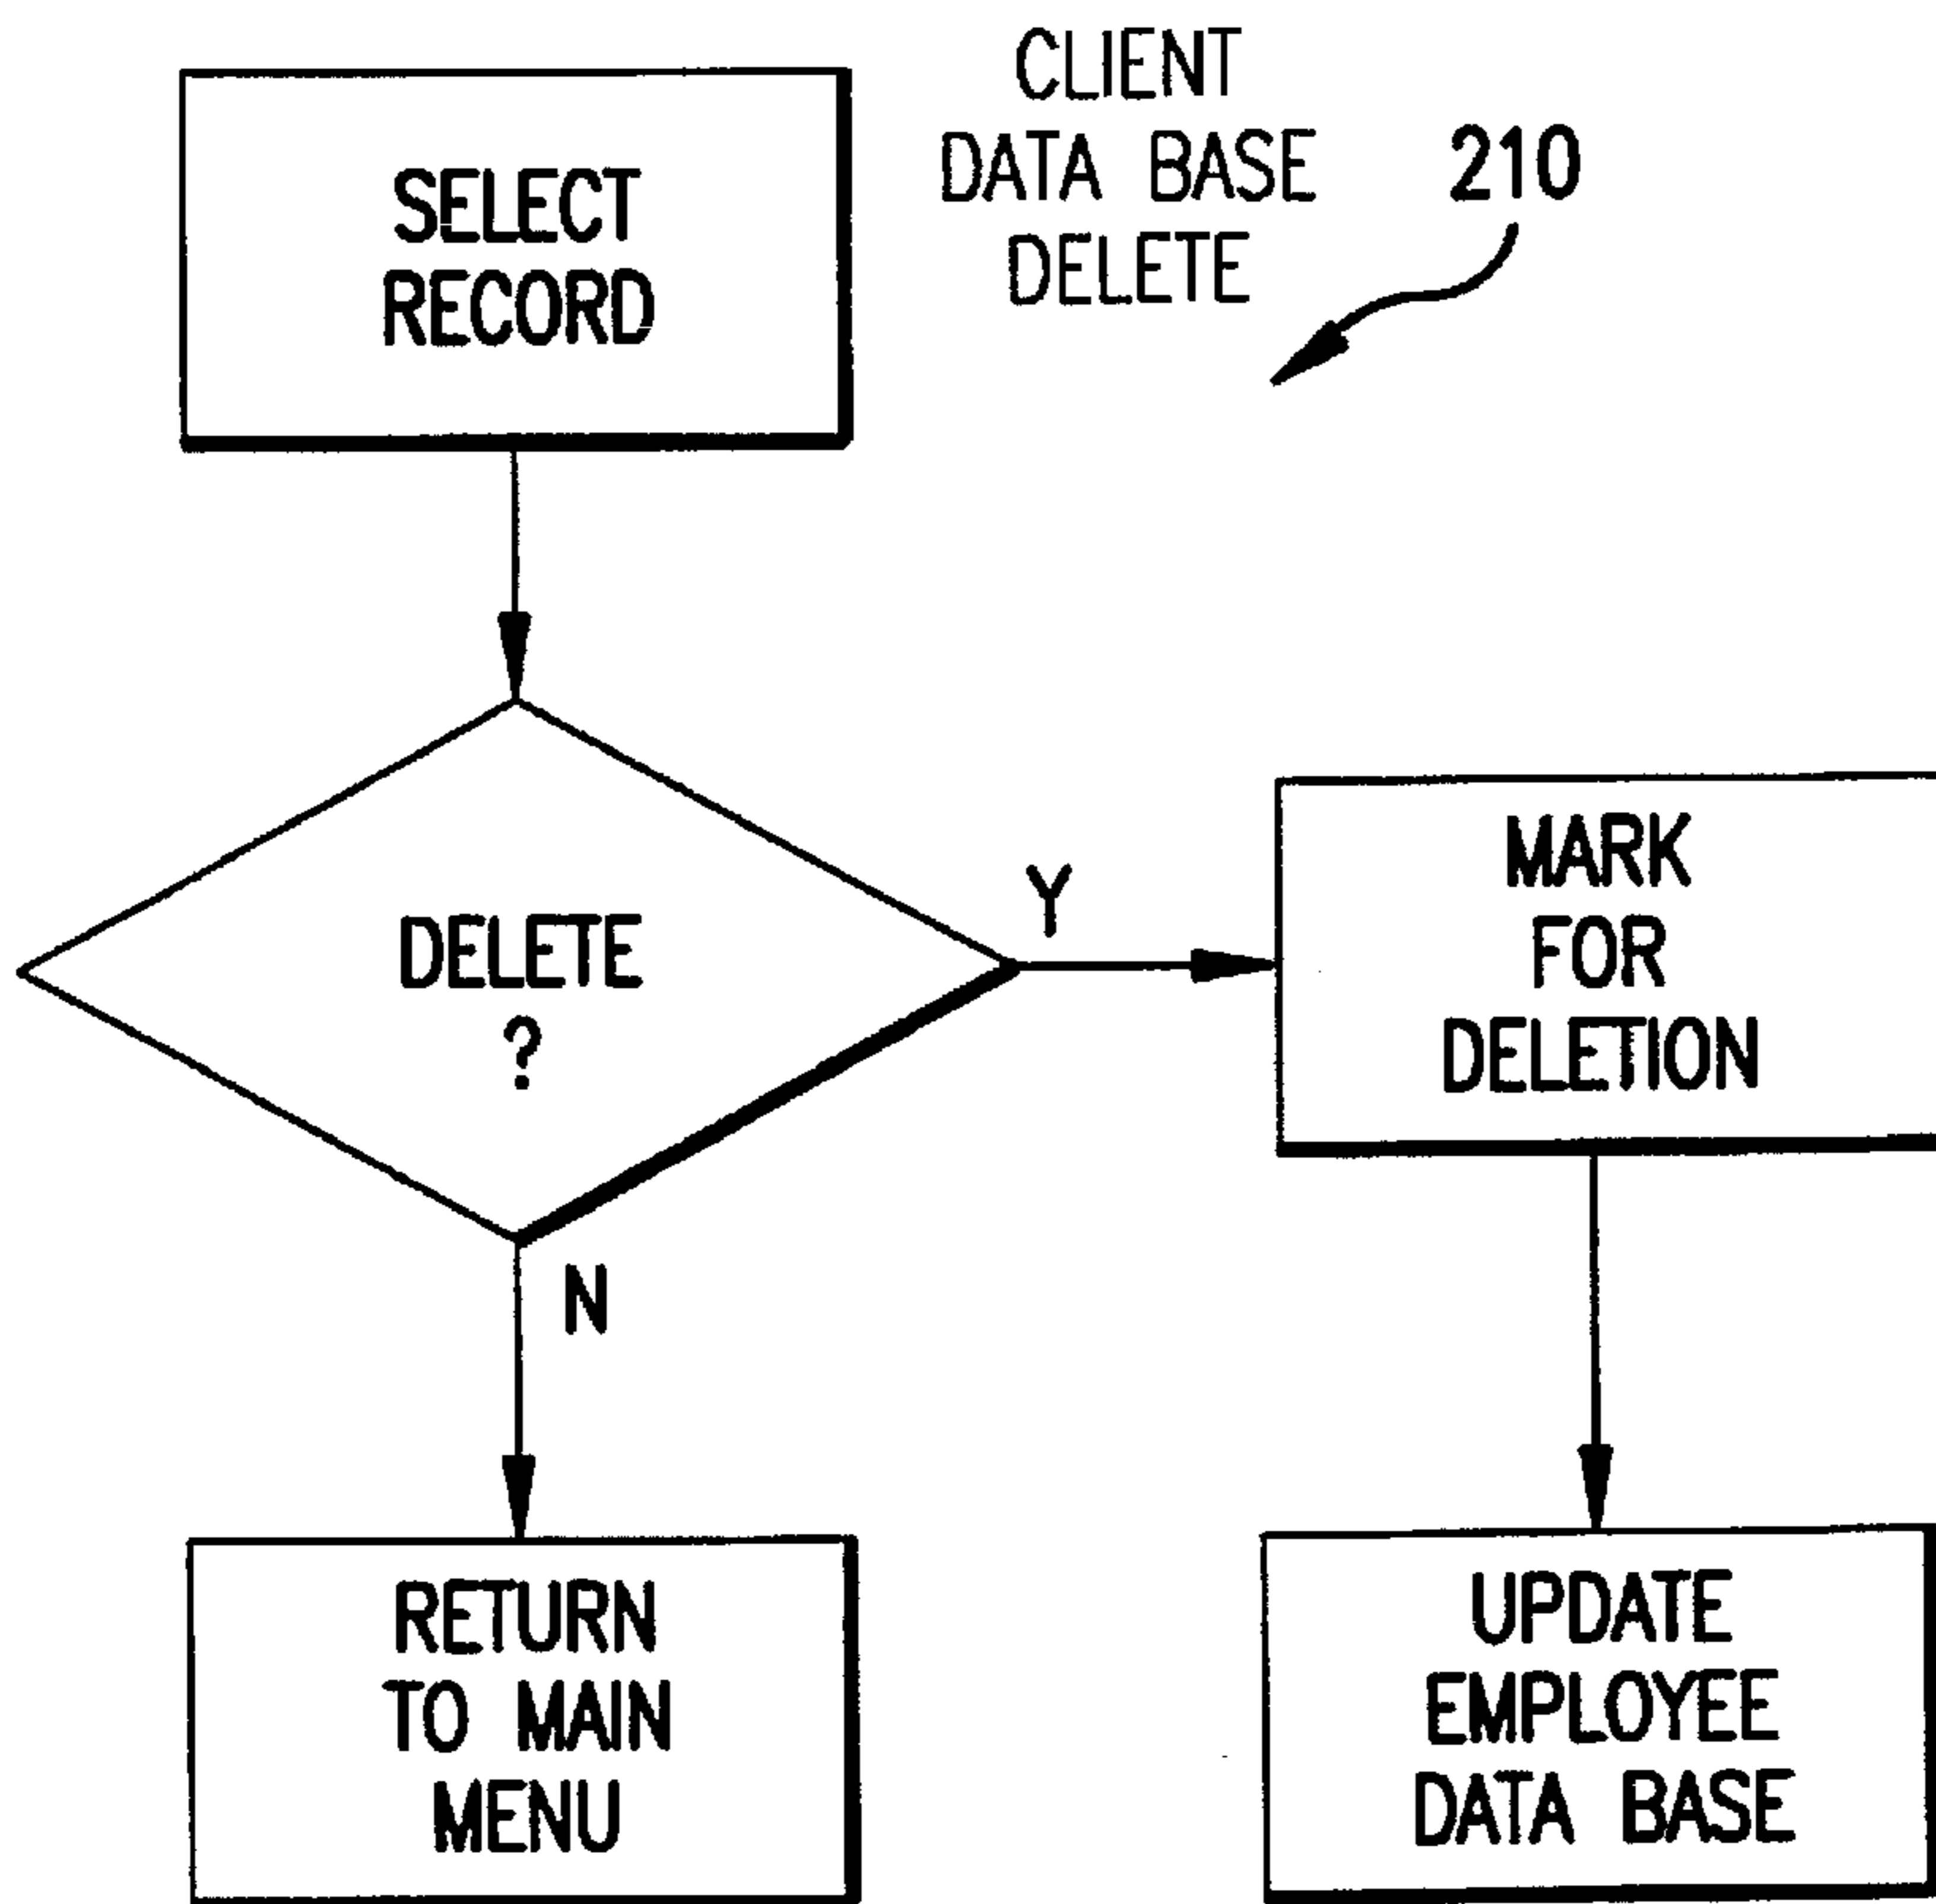 CLIENT
DATA BASE
DELETE
210
SELECT
RECORD
DELETE
?
Y
N
MARK
FOR
DELETION
RETURN
TO MAIN
MENU
UPDATE
EMPLOYEE
DATA BASE